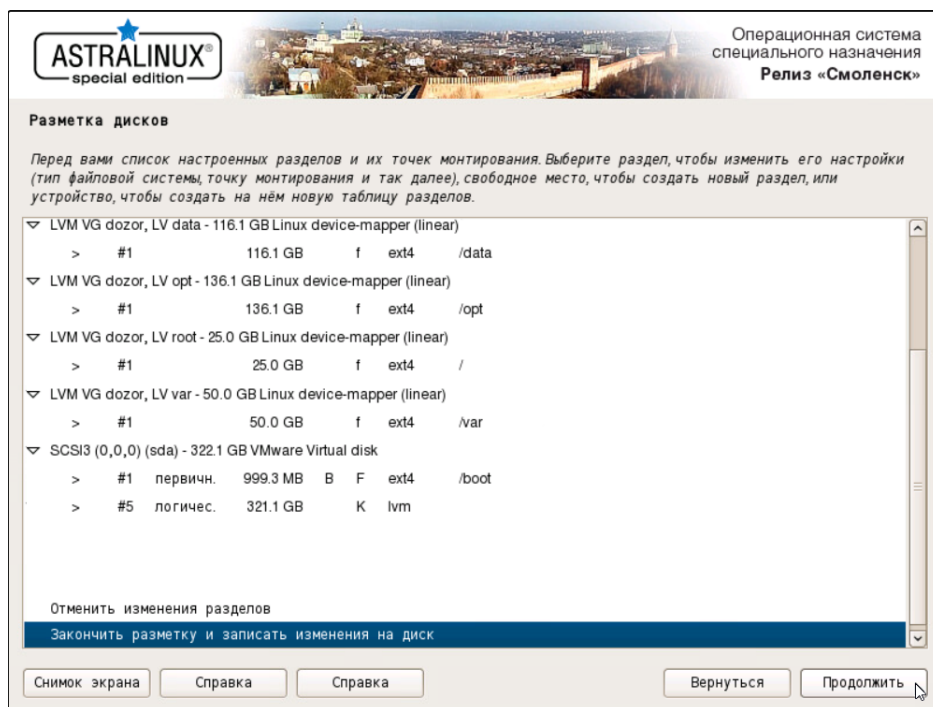 ASTRALINUX®
special edition
Операционная система
специального назначения
Релиз «Смоленск»
Разметка дисков
Перед вами список настроенных разделов и их точек монтирования. Выберите раздел, чтобы изменить его настройки
(тип файловой системы, точку монтирования и так далее), свободное место, чтобы создать новый раздел, или
устройство, чтобы создать на нём новую таблицу разделов.
LVM VG dozor, LV data - 116.1 GB Linux device-mapper (linear)
> #1 116.1 GB f ext4 /data
LVM VG dozor, LV opt - 136.1 GB Linux device-mapper (linear)
> #1 136.1 GB f ext4 /opt
LVM VG dozor, LV root - 25.0 GB Linux device-mapper (linear)
> #1 25.0 GB f ext4 /
LVM VG dozor, LV var - 50.0 GB Linux device-mapper (linear)
> #1 50.0 GB f ext4 /var
SCSI3 (0,0,0) (sda) - 322.1 GB VMware Virtual disk
> #1 первичн. 999.3 MB B F ext4 /boot
> #5 логичес. 321.1 GB K lvm
Отменить изменения разделов
Закончить разметку и записать изменения на диск
Снимок экрана Справка Справка Вернуться Продолжить